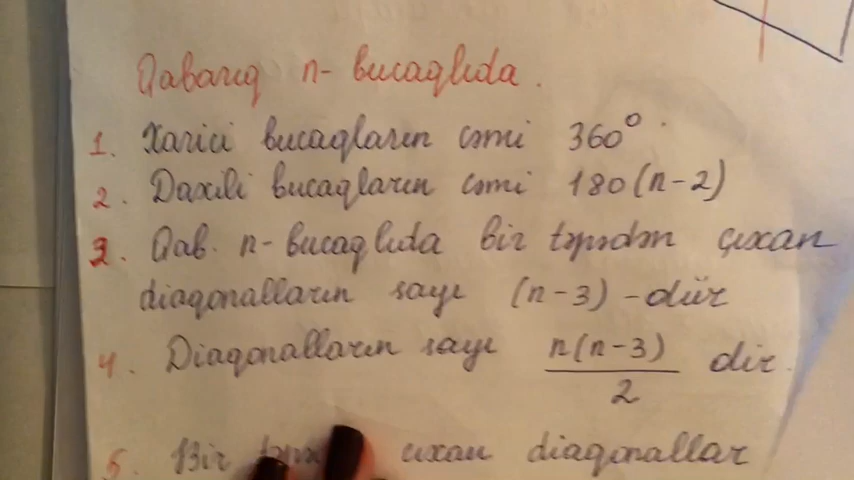 Qabarıq n-bucaqlıda.
1. Xarici bucaqların cəmi 360°.
2. Daxili bucaqların cəmi 180(n-2)
3. Qab. n-bucaqlıda bir təpədən çıxan
diaqonalların sayı (n-3)-dür
4. Diaqonalların sayı n(n-3)/2 dir.
5. Bir çıxan diaqonallar